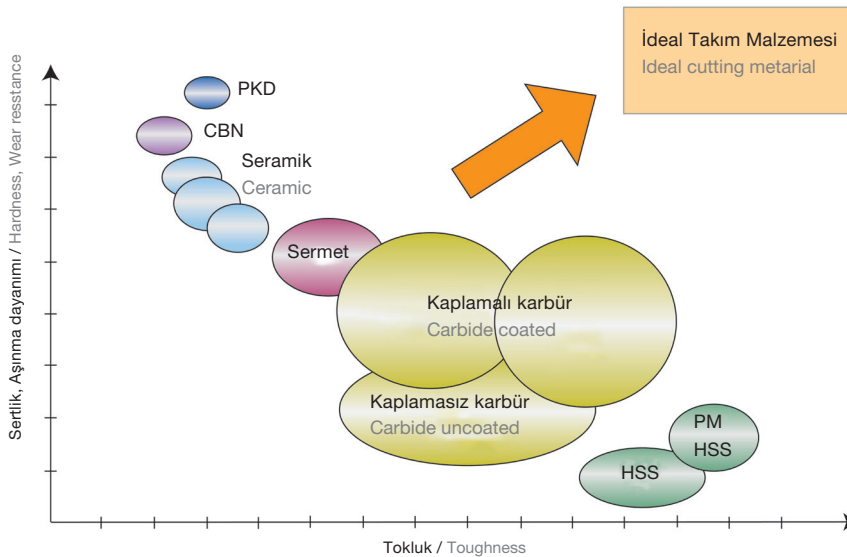 İdeal Takım Malzemesi
Ideal cutting metarial
Sertlik, Aşınma dayanımı / Hardness, Wear resstance
PKD
CBN
Seramik
Ceramic
Sermet
Kaplamalı karbür
Carbide coated
Kaplamasız karbür
Carbide uncoated
PM
HSS
HSS
Tokluk / Toughness